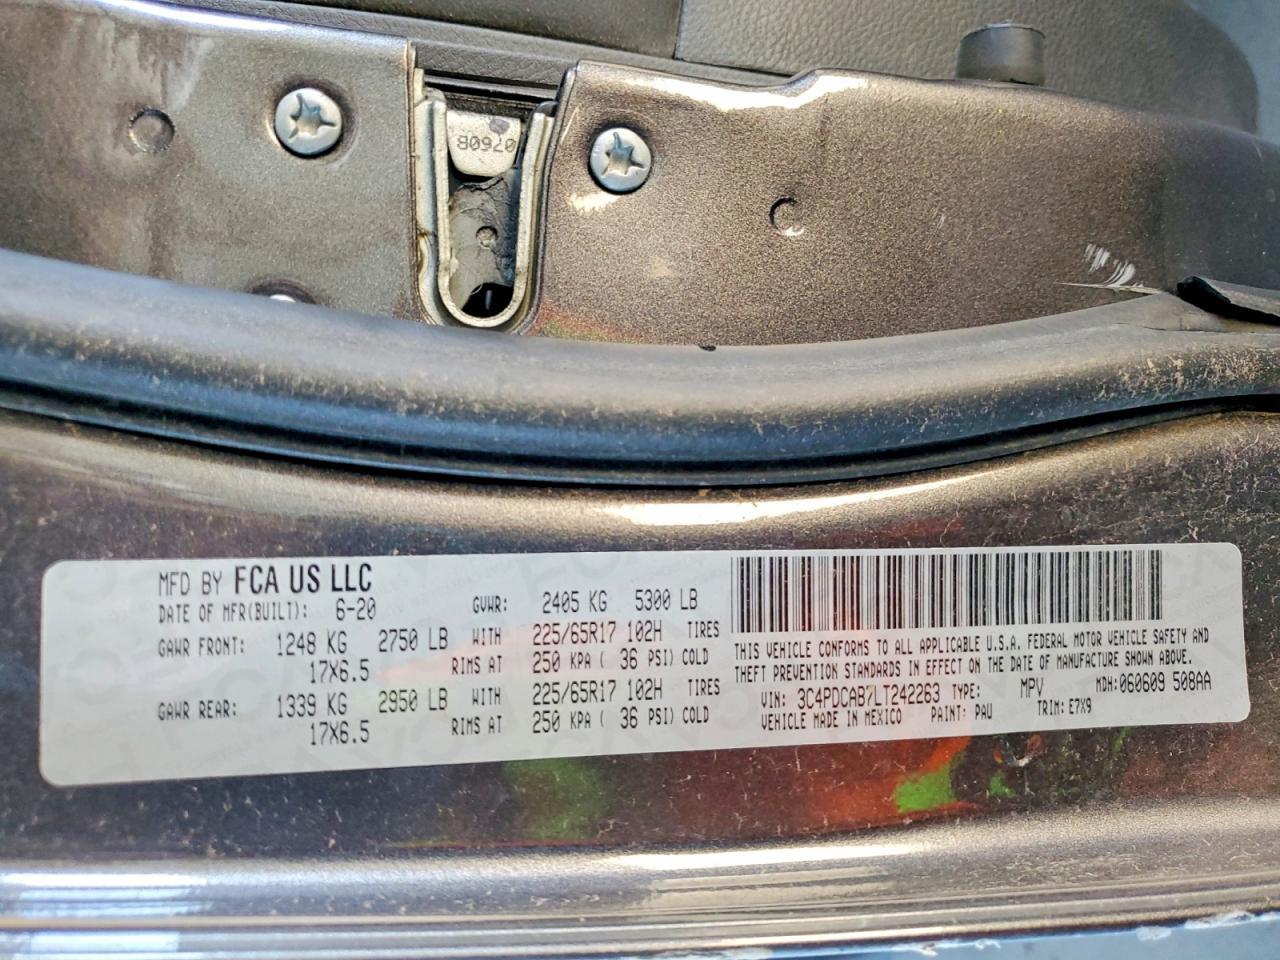 0760B
MFD BY FCA US LLC
DATE OF MFR(BUILT): 6-20 GVWR: 2405 KG 5300 LB
GAWR FRONT: 1248 KG 2750 LB WITH 225/65R17 102H TIRES
17X6.5 RIMS AT 250 KPA ( 36 PSI) COLD
GAWR REAR: 1339 KG 2950 LB WITH 225/65R17 102H TIRES
17X6.5 RIMS AT 250 KPA ( 36 PSI) COLD
THIS VEHICLE CONFORMS TO ALL APPLICABLE U.S.A. FEDERAL MOTOR VEHICLE SAFETY AND
THEFT PREVENTION STANDARDS IN EFFECT ON THE DATE OF MANUFACTURE SHOWN ABOVE.
VIN: 3C4PDCAB7LT242263 TYPE: MPV MDH: 060609 508AA
VEHICLE MADE IN MEXICO PAINT: PAU TRIM: E7X9